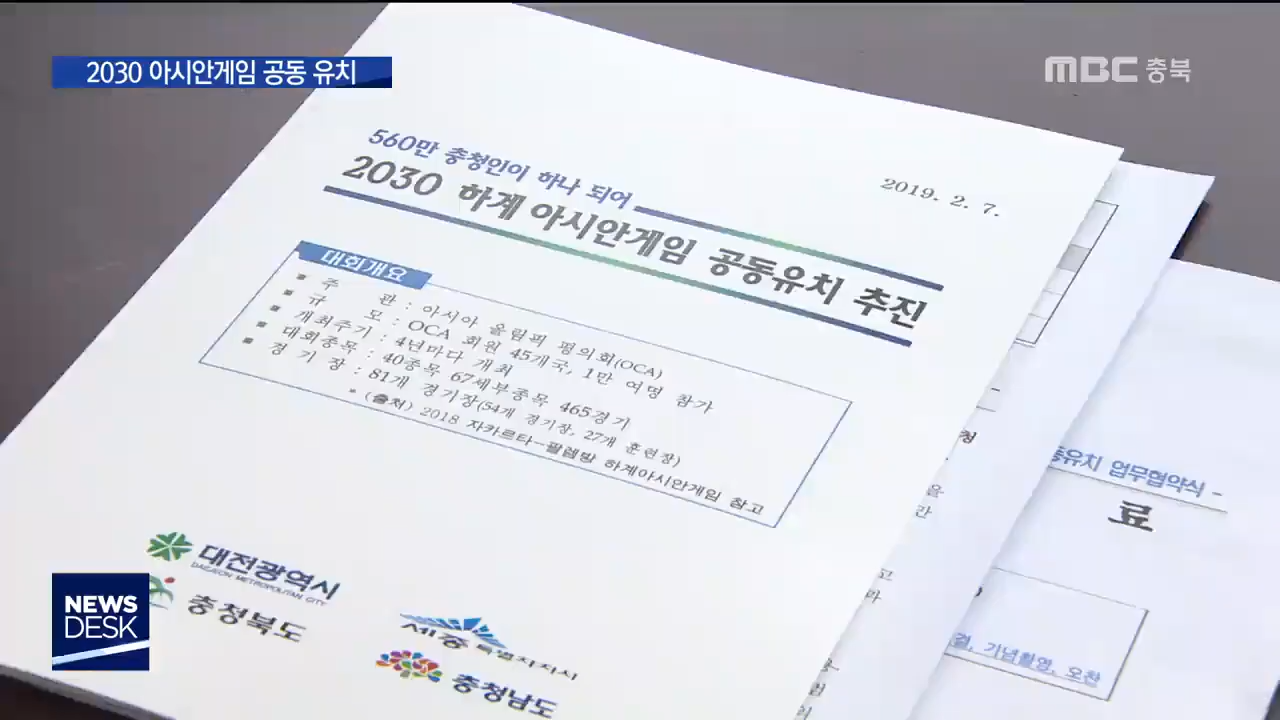 2030 아시안게임 공동 유치
MBC 충북
2019. 2. 7.
560만 충청인이 하나 되어
2030 하계 아시안게임 공동유치 추진
대회개요
▪ 주 관 : 아시아 올림픽 평의회(OCA)
▪ 규 모 : OCA 회원 45개국, 1만 여명 참가
▪ 개최주기 : 4년마다 개최
▪ 대회종목 : 40종목 67세부종목 465경기
▪ 경 기 장 : 81개 경기장(54개 경기장, 27개 훈련장)
* (출처) 2018 자카르타-팔렘방 하계아시안게임 참고
대전광역시
DAEJEON METROPOLITAN CITY
충청북도
세종특별자치시
충청남도
유치 업무협약식 -
료
기념촬영, 오찬
NEWS
DESK